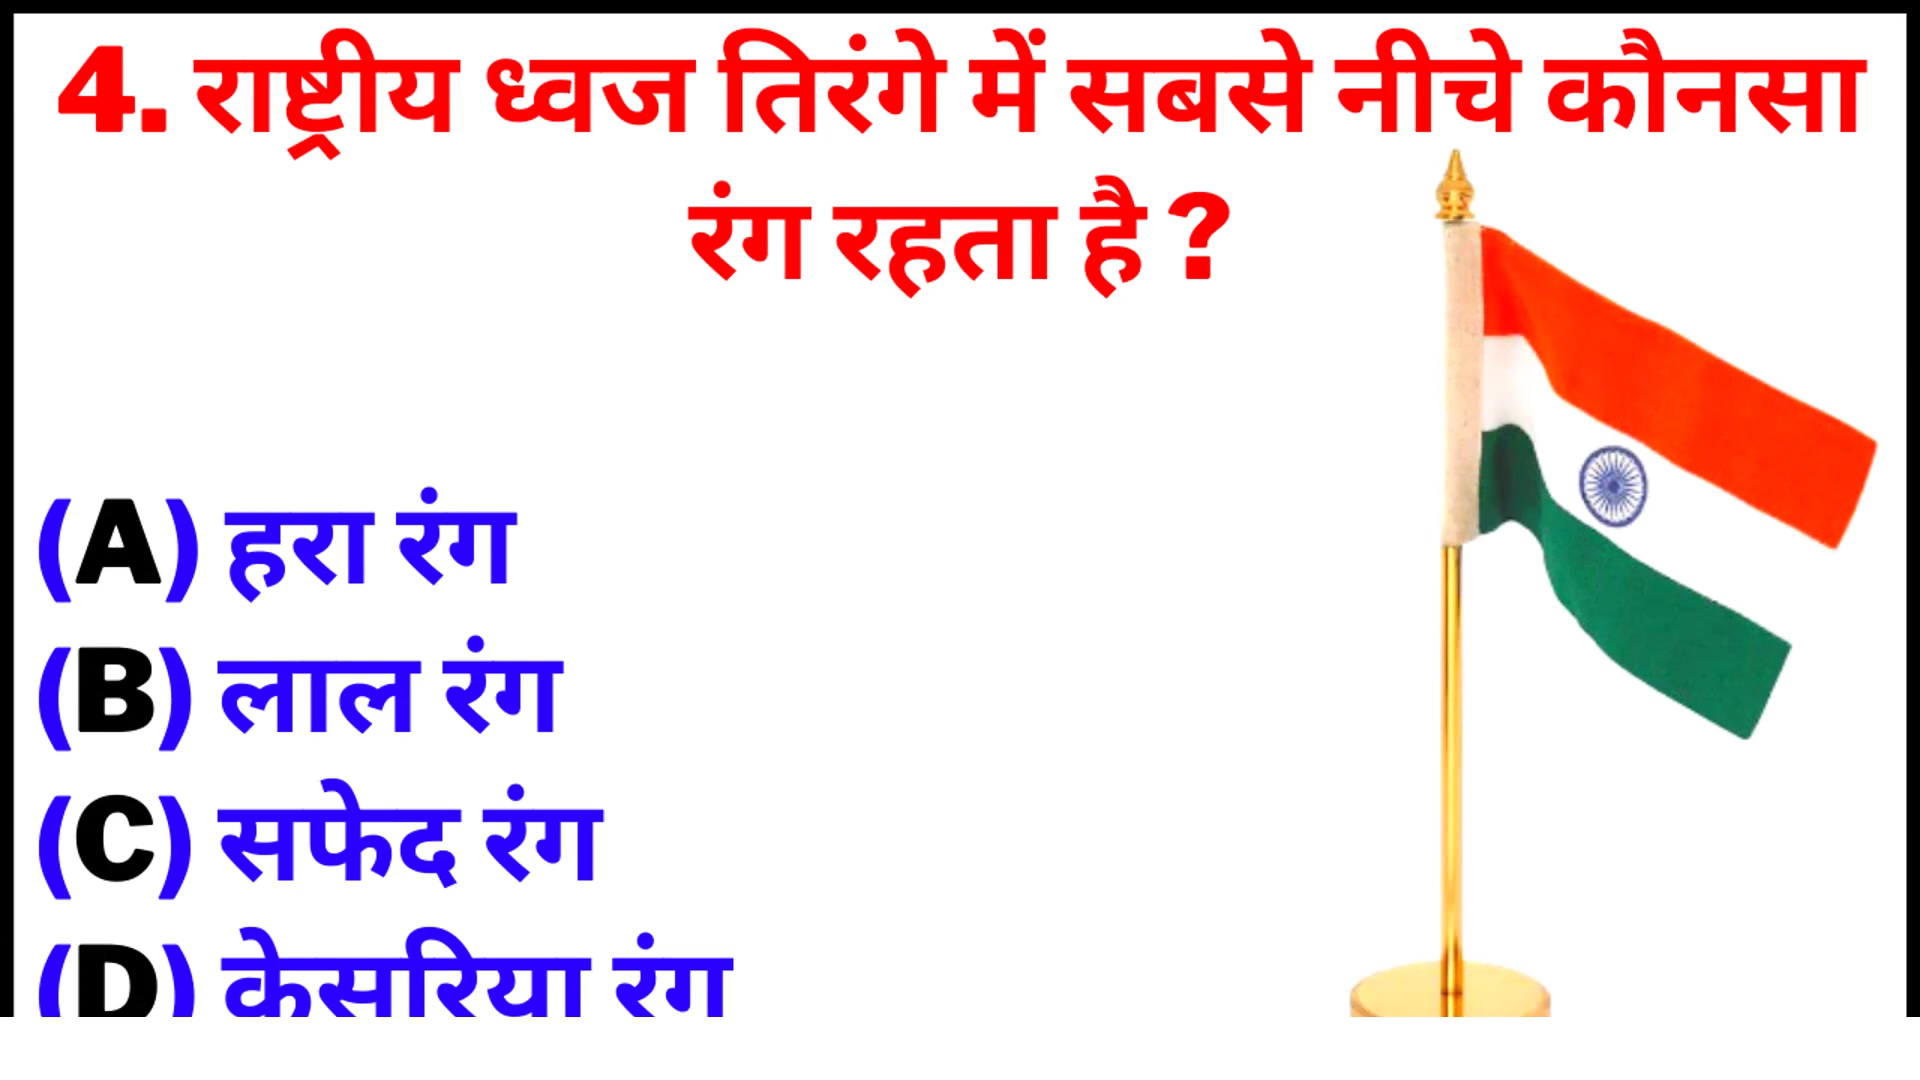 4. राष्ट्रीय ध्वज तिरंगे में सबसे नीचे कौनसा
रंग रहता है ?
(A) हरा रंग
(B) लाल रंग
(C) सफेद रंग
(D) केसरिया रंग